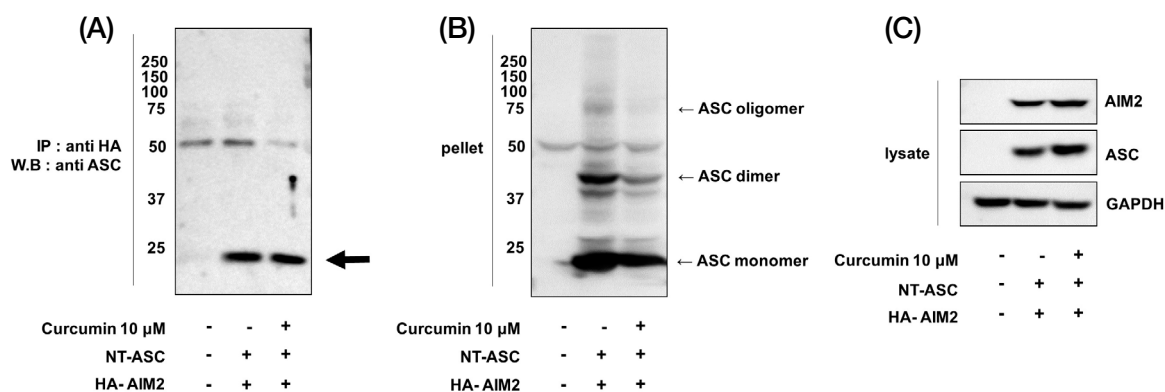 (A)
250
150
100
75
50
37
25
IP : anti HA
W.B : anti ASC
Curcumin 10 µM - - +
NT-ASC - + +
HA- AIM2 - + +
(B)
250
150
100
75
50
37
25
pellet
← ASC oligomer
← ASC dimer
← ASC monomer
Curcumin 10 µM - - +
NT-ASC - + +
HA- AIM2 - + +
(C)
lysate
AIM2
ASC
GAPDH
Curcumin 10 µM - - +
NT-ASC - + +
HA- AIM2 - + +